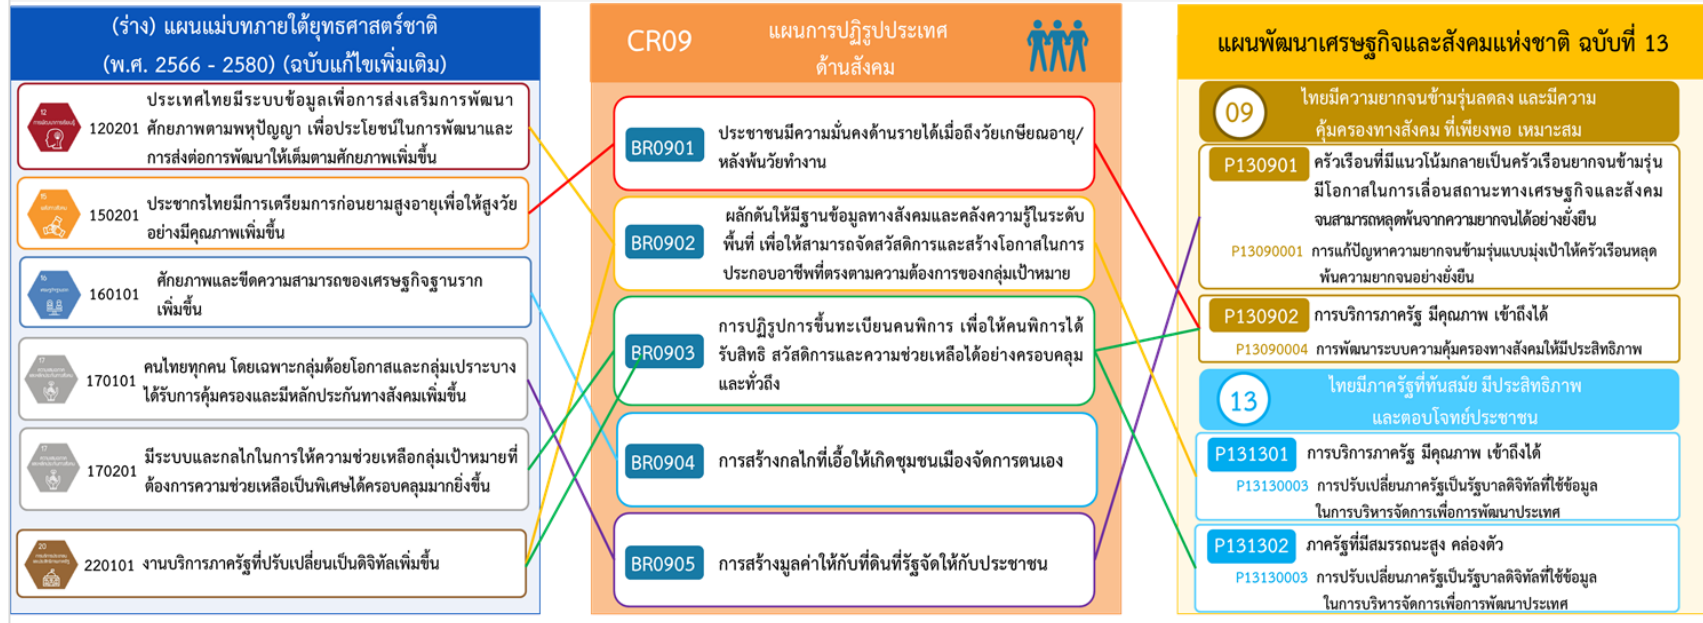 (ร่าง) แผนแม่บทภายใต้ยุทธศาสตร์ชาติ
(พ.ศ. 2566 - 2580) (ฉบับแก้ไขเพิ่มเติม)
12
120201
ประเทศไทยมีระบบข้อมูลเพื่อการส่งเสริมการพัฒนา
ศักยภาพตามพหุปัญญา เพื่อประโยชน์ในการพัฒนาและ
การส่งต่อการพัฒนาให้เต็มตามศักยภาพเพิ่มขึ้น
15
150201
ประชากรไทยมีการเตรียมการก่อนยามสูงอายุเพื่อให้สูงวัย
อย่างมีคุณภาพเพิ่มขึ้น
16
160101
ศักยภาพและขีดความสามารถของเศรษฐกิจฐานราก
เพิ่มขึ้น
17
170101
คนไทยทุกคน โดยเฉพาะกลุ่มด้อยโอกาสและกลุ่มเปราะบาง
ได้รับการคุ้มครองและมีหลักประกันทางสังคมเพิ่มขึ้น
17
170201
มีระบบและกลไกในการให้ความช่วยเหลือกลุ่มเป้าหมายที่
ต้องการความช่วยเหลือเป็นพิเศษได้ครอบคลุมมากยิ่งขึ้น
20
220101 งานบริการภาครัฐที่ปรับเปลี่ยนเป็นดิจิทัลเพิ่มขึ้น
CR09
แผนการปฏิรูปประเทศ
ด้านสังคม
BR0901
ประชาชนมีความมั่นคงด้านรายได้เมื่อถึงวัยเกษียณอายุ/
หลังพ้นวัยทำงาน
BR0902
ผลักดันให้มีฐานข้อมูลทางสังคมและคลังความรู้ในระดับ
พื้นที่ เพื่อให้สามารถจัดสวัสดิการและสร้างโอกาสในการ
ประกอบอาชีพที่ตรงตามความต้องการของกลุ่มเป้าหมาย
BR0903
การปฏิรูปการขึ้นทะเบียนคนพิการ เพื่อให้คนพิการได้
รับสิทธิ สวัสดิการและความช่วยเหลือได้อย่างครอบคลุม
และทั่วถึง
BR0904 การสร้างกลไกที่เอื้อให้เกิดชุมชนเมืองจัดการตนเอง
BR0905 การสร้างมูลค่าให้กับที่ดินที่รัฐจัดให้กับประชาชน
แผนพัฒนาเศรษฐกิจและสังคมแห่งชาติ ฉบับที่ 13
09
ไทยมีความยากจนข้ามรุ่นลดลง และมีความ
คุ้มครองทางสังคม ที่เพียงพอ เหมาะสม
P130901 ครัวเรือนที่มีแนวโน้มกลายเป็นครัวเรือนยากจนข้ามรุ่น
มีโอกาสในการเลื่อนสถานะทางเศรษฐกิจและสังคม
จนสามารถหลุดพ้นจากความยากจนได้อย่างยั่งยืน
P13090001 การแก้ปัญหาความยากจนข้ามรุ่นแบบมุ่งเป้าให้ครัวเรือนหลุด
พ้นความยากจนอย่างยั่งยืน
P130902 การบริการภาครัฐ มีคุณภาพ เข้าถึงได้
P13090004 การพัฒนาระบบความคุ้มครองทางสังคมให้มีประสิทธิภาพ
13
ไทยมีภาครัฐที่ทันสมัย มีประสิทธิภาพ
และตอบโจทย์ประชาชน
P131301 การบริการภาครัฐ มีคุณภาพ เข้าถึงได้
P13130003 การปรับเปลี่ยนภาครัฐเป็นรัฐบาลดิจิทัลที่ใช้ข้อมูล
ในการบริหารจัดการเพื่อการพัฒนาประเทศ
P131302 ภาครัฐที่มีสมรรถนะสูง คล่องตัว
P13130003 การปรับเปลี่ยนภาครัฐเป็นรัฐบาลดิจิทัลที่ใช้ข้อมูล
ในการบริหารจัดการเพื่อการพัฒนาประเทศ